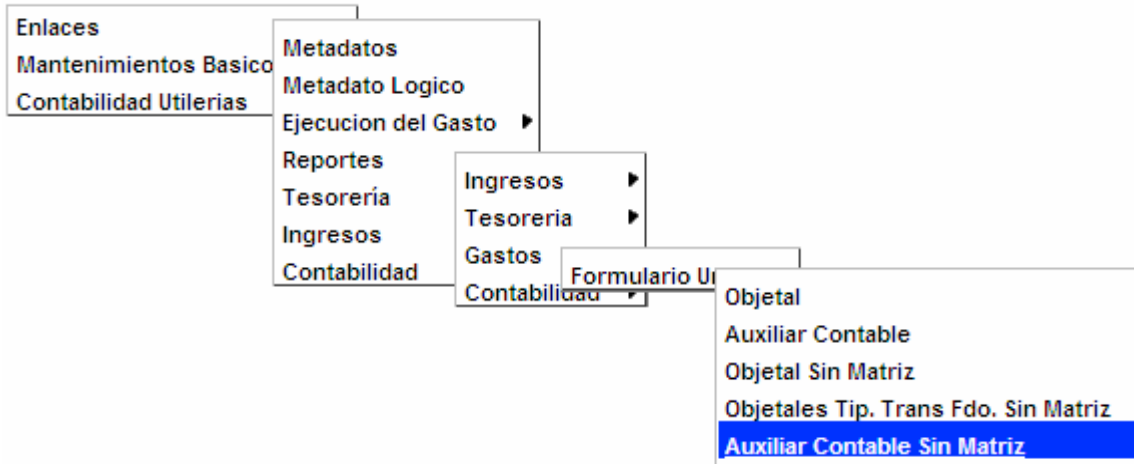 Enlaces
Mantenimientos Basico
Contabilidad Utilerias
Metadatos
Metadato Logico
Ejecucion del Gasto
Reportes
Tesorería
Ingresos
Contabilidad
Ingresos
Tesoreria
Gastos
Contabilidad
Formulario
Objetal
Auxiliar Contable
Objetal Sin Matriz
Objetales Tip. Trans Fdo. Sin Matriz
Auxiliar Contable Sin Matriz